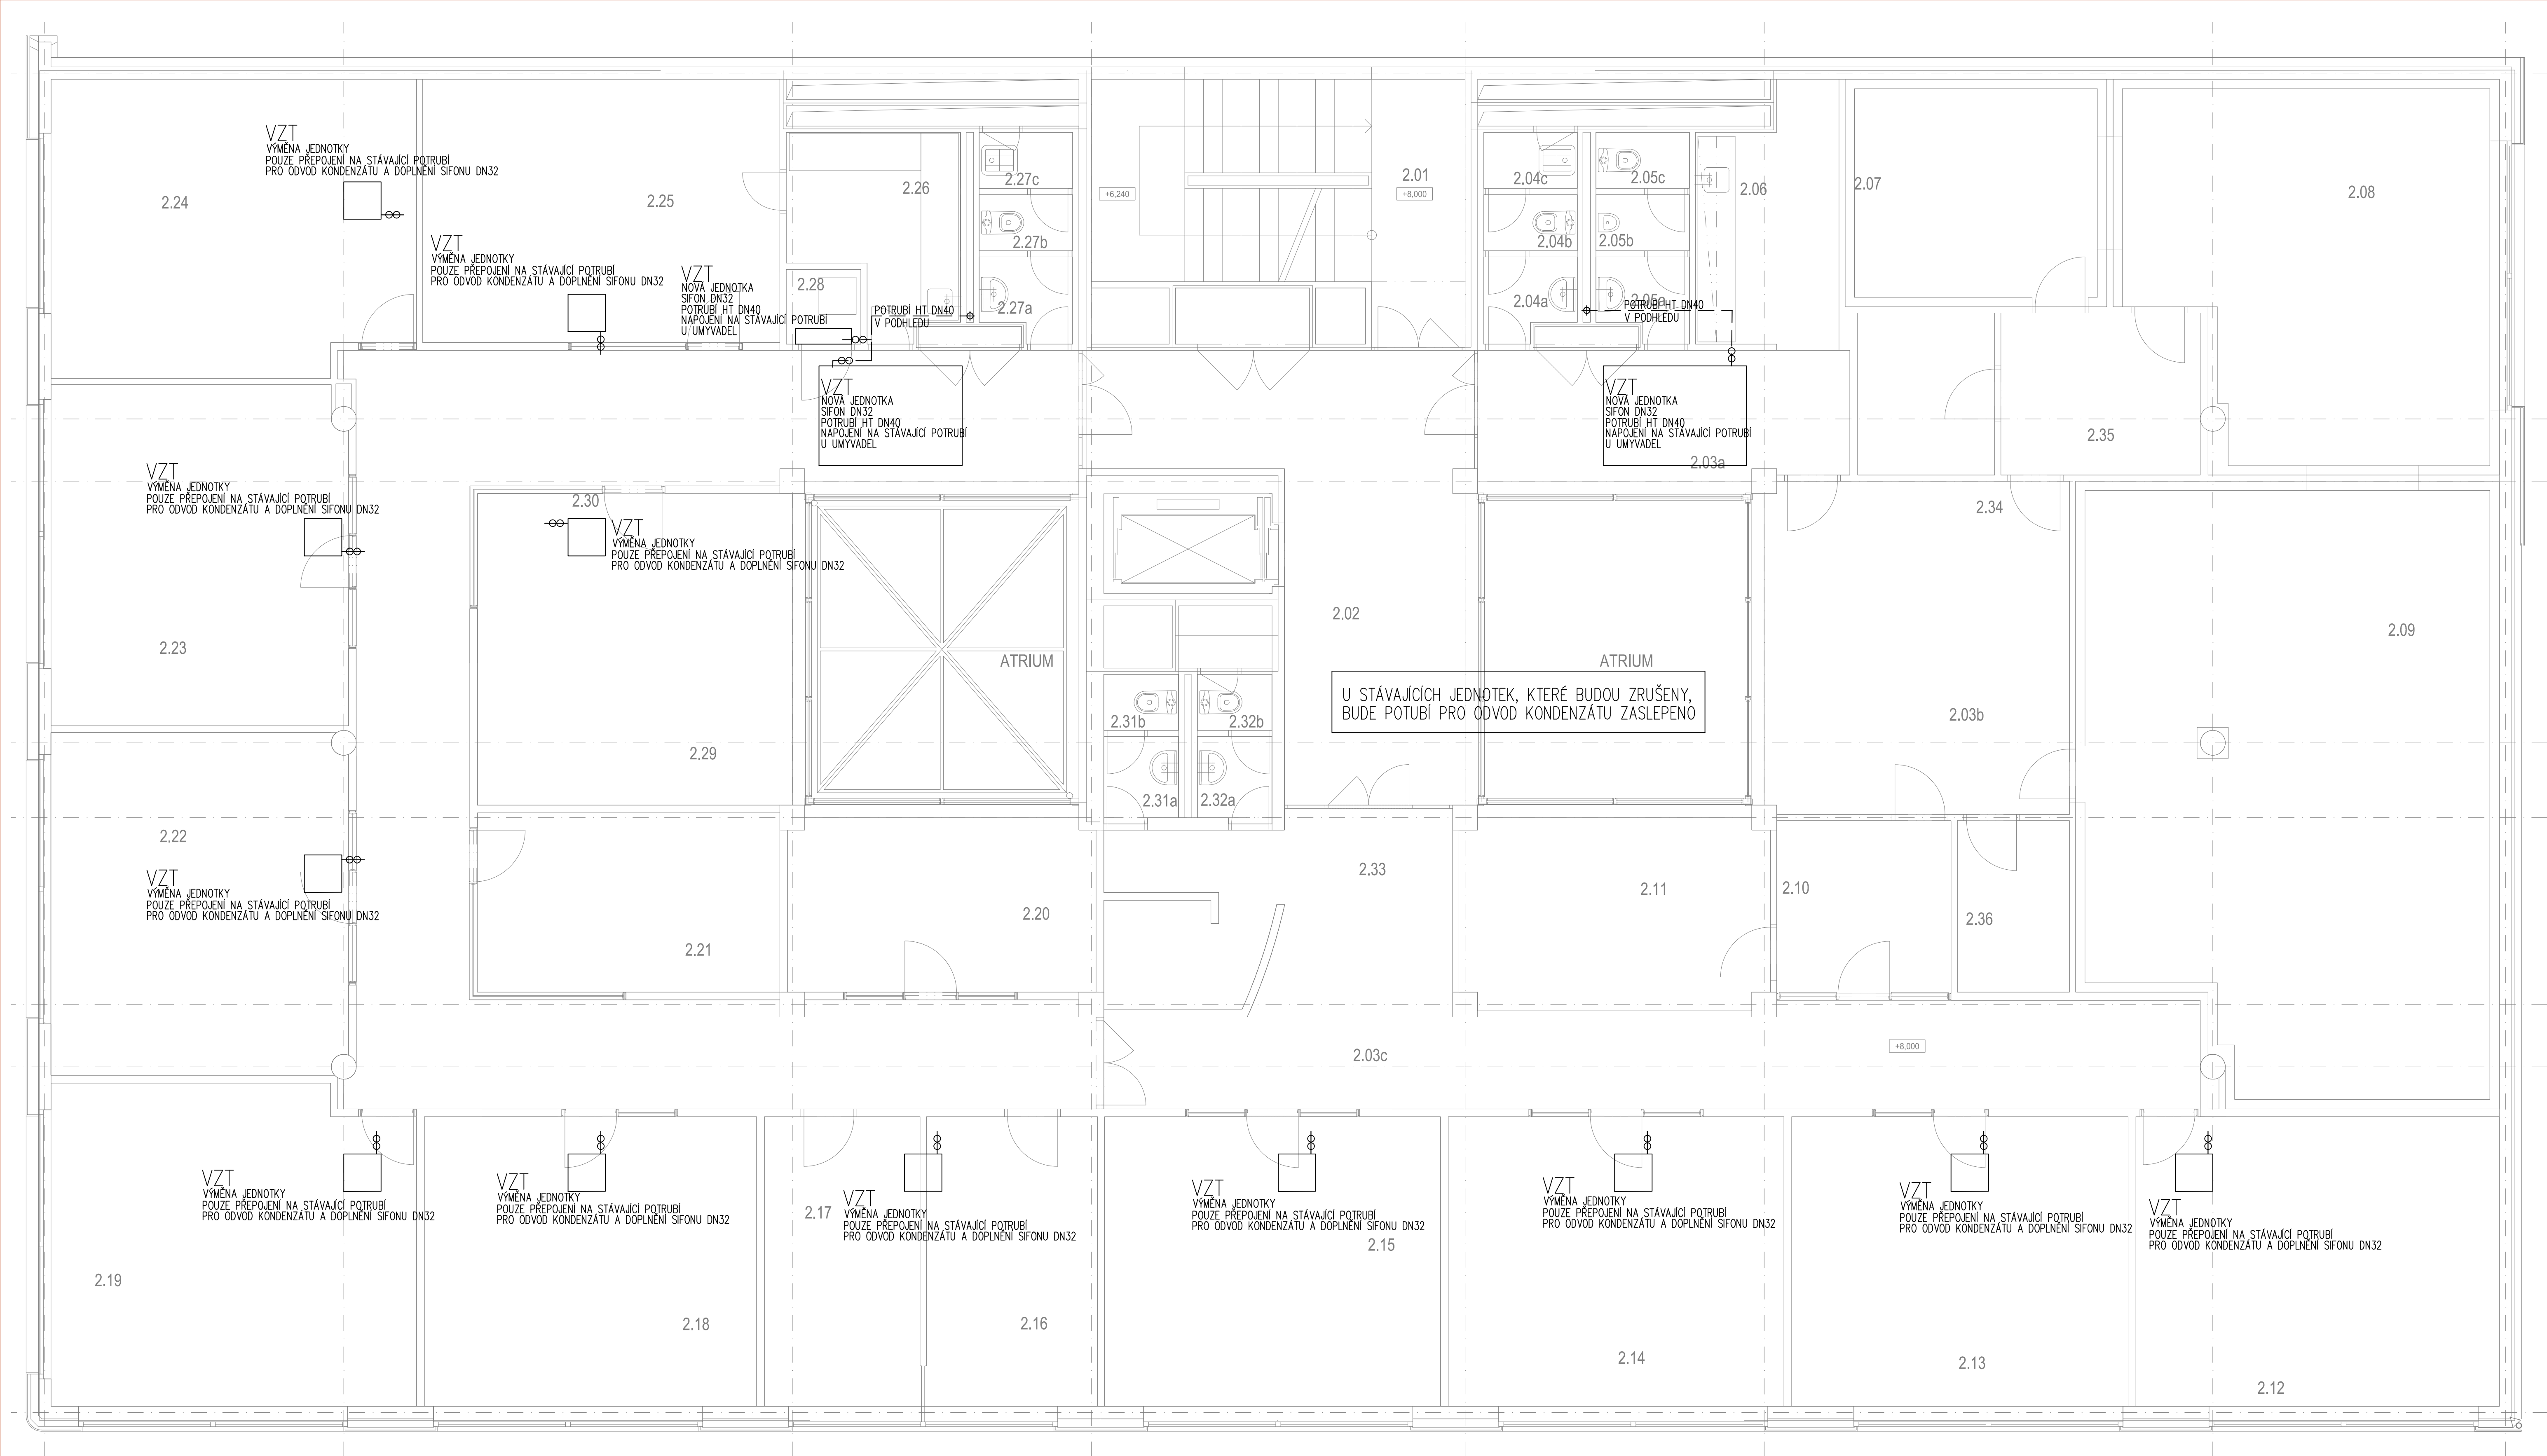 VZT
VÝMĚNA JEDNOTKY
POUZE PŘEPOJENÍ NA STÁVAJÍCÍ POTRUBÍ
PRO ODVOD KONDENZÁTU A DOPLNĚNÍ SIFONU DN32
2.24
2.25
VZT
VÝMĚNA JEDNOTKY
POUZE PŘEPOJENÍ NA STÁVAJÍCÍ POTRUBÍ
PRO ODVOD KONDENZÁTU A DOPLNĚNÍ SIFONU DN32
VZT
NOVÁ JEDNOTKA
SIFON DN32
POTRUBÍ HT DN40
NAPOJENÍ NA STÁVAJÍCÍ POTRUBÍ
U UMYVADEL
2.26
2.28
2.27c
2.27b
2.27a
POTRUBÍ HT DN40
V PODHLEDU
+6,240
2.01
+8,000
2.04c
2.04b
2.04a
2.05c
2.05b
2.05a
POTRUBÍ HT DN40
V PODHLEDU
2.06
2.07
2.08
VZT
NOVÁ JEDNOTKA
SIFON DN32
POTRUBÍ HT DN40
NAPOJENÍ NA STÁVAJÍCÍ POTRUBÍ
U UMYVADEL
VZT
NOVÁ JEDNOTKA
SIFON DN32
POTRUBÍ HT DN40
NAPOJENÍ NA STÁVAJÍCÍ POTRUBÍ
U UMYVADEL
2.03a
2.35
2.34
VZT
VÝMĚNA JEDNOTKY
POUZE PŘEPOJENÍ NA STÁVAJÍCÍ POTRUBÍ
PRO ODVOD KONDENZÁTU A DOPLNĚNÍ SIFONU DN32
2.30
VZT
VÝMĚNA JEDNOTKY
POUZE PŘEPOJENÍ NA STÁVAJÍCÍ POTRUBÍ
PRO ODVOD KONDENZÁTU A DOPLNĚNÍ SIFONU DN32
2.23
ATRIUM
2.02
ATRIUM
2.09
U STÁVAJÍCÍCH JEDNOTEK, KTERÉ BUDOU ZRUŠENY,
BUDE POTUBÍ PRO ODVOD KONDENZÁTU ZASLEPENO
2.03b
2.29
2.31b
2.32b
2.31a
2.32a
2.22
VZT
VÝMĚNA JEDNOTKY
POUZE PŘEPOJENÍ NA STÁVAJÍCÍ POTRUBÍ
PRO ODVOD KONDENZÁTU A DOPLNĚNÍ SIFONU DN32
2.21
2.20
2.33
2.11
2.10
2.36
2.03c
+8,000
VZT
VÝMĚNA JEDNOTKY
POUZE PŘEPOJENÍ NA STÁVAJÍCÍ POTRUBÍ
PRO ODVOD KONDENZÁTU A DOPLNĚNÍ SIFONU DN32
2.19
VZT
VÝMĚNA JEDNOTKY
POUZE PŘEPOJENÍ NA STÁVAJÍCÍ POTRUBÍ
PRO ODVOD KONDENZÁTU A DOPLNĚNÍ SIFONU DN32
2.18
2.17
VZT
VÝMĚNA JEDNOTKY
POUZE PŘEPOJENÍ NA STÁVAJÍCÍ POTRUBÍ
PRO ODVOD KONDENZÁTU A DOPLNĚNÍ SIFONU DN32
2.16
VZT
VÝMĚNA JEDNOTKY
POUZE PŘEPOJENÍ NA STÁVAJÍCÍ POTRUBÍ
PRO ODVOD KONDENZÁTU A DOPLNĚNÍ SIFONU DN32
2.15
VZT
VÝMĚNA JEDNOTKY
POUZE PŘEPOJENÍ NA STÁVAJÍCÍ POTRUBÍ
PRO ODVOD KONDENZÁTU A DOPLNĚNÍ SIFONU DN32
2.14
VZT
VÝMĚNA JEDNOTKY
POUZE PŘEPOJENÍ NA STÁVAJÍCÍ POTRUBÍ
PRO ODVOD KONDENZÁTU A DOPLNĚNÍ SIFONU DN32
2.13
VZT
VÝMĚNA JEDNOTKY
POUZE PŘEPOJENÍ NA STÁVAJÍCÍ POTRUBÍ
PRO ODVOD KONDENZÁTU A DOPLNĚNÍ SIFONU DN32
2.12